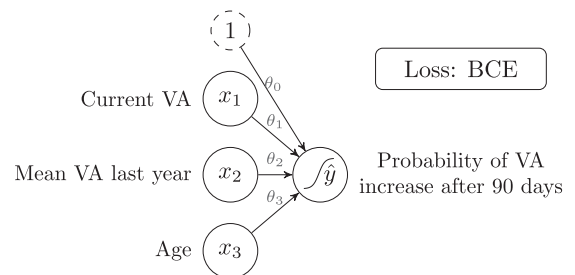 1
Loss: BCE
θ₀
Current VA
x₁
θ₁
Mean VA last year
x₂
θ₂
ŷ
Probability of VA
increase after 90 days
θ₃
Age
x₃